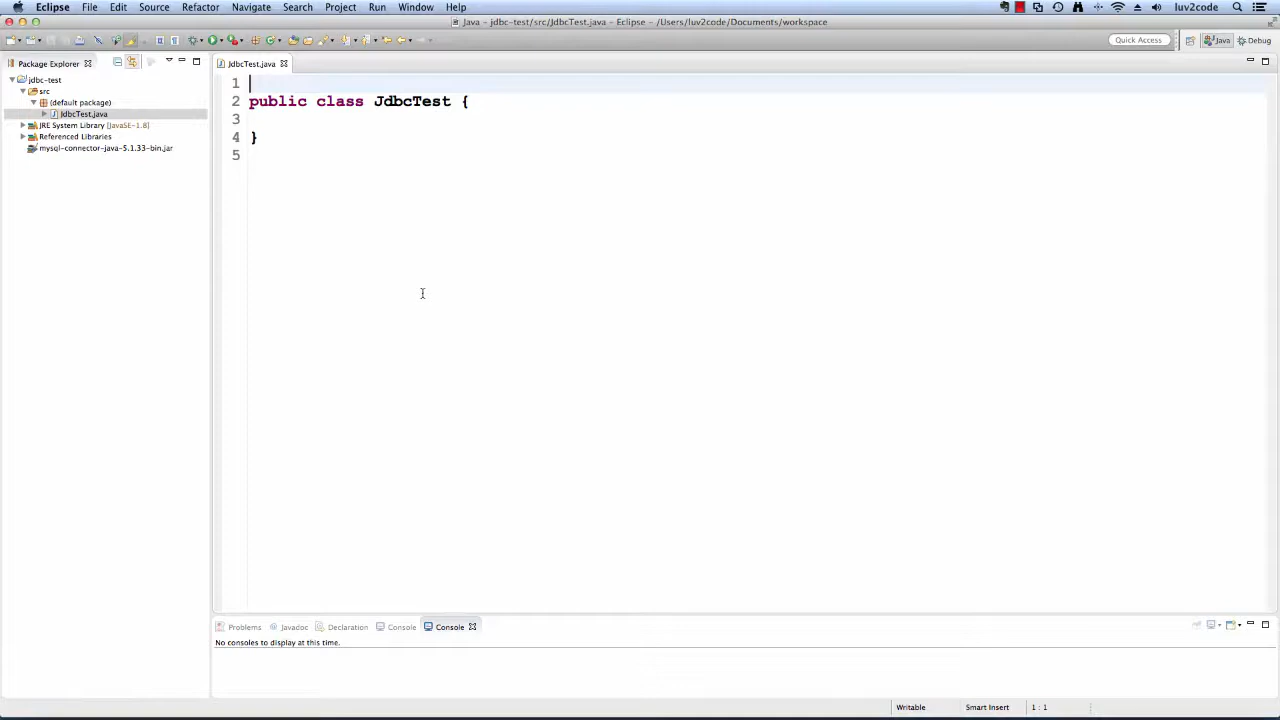 Eclipse File Edit Source Refactor Navigate Search Project Run Window Help luv2code
Java - jdbc-test/src/JdbcTest.java - Eclipse - /Users/luv2code/Documents/workspace
Quick Access Java Debug
Package Explorer
jdbc-test
src
(default package)
JdbcTest.java
JRE System Library [JavaSE-1.8]
Referenced Libraries
mysql-connector-java-5.1.33-bin.jar
JdbcTest.java
1
2 public class JdbcTest {
3
4 }
5
Problems Javadoc Declaration Console Console
No consoles to display at this time.
Writable Smart Insert 1 : 1